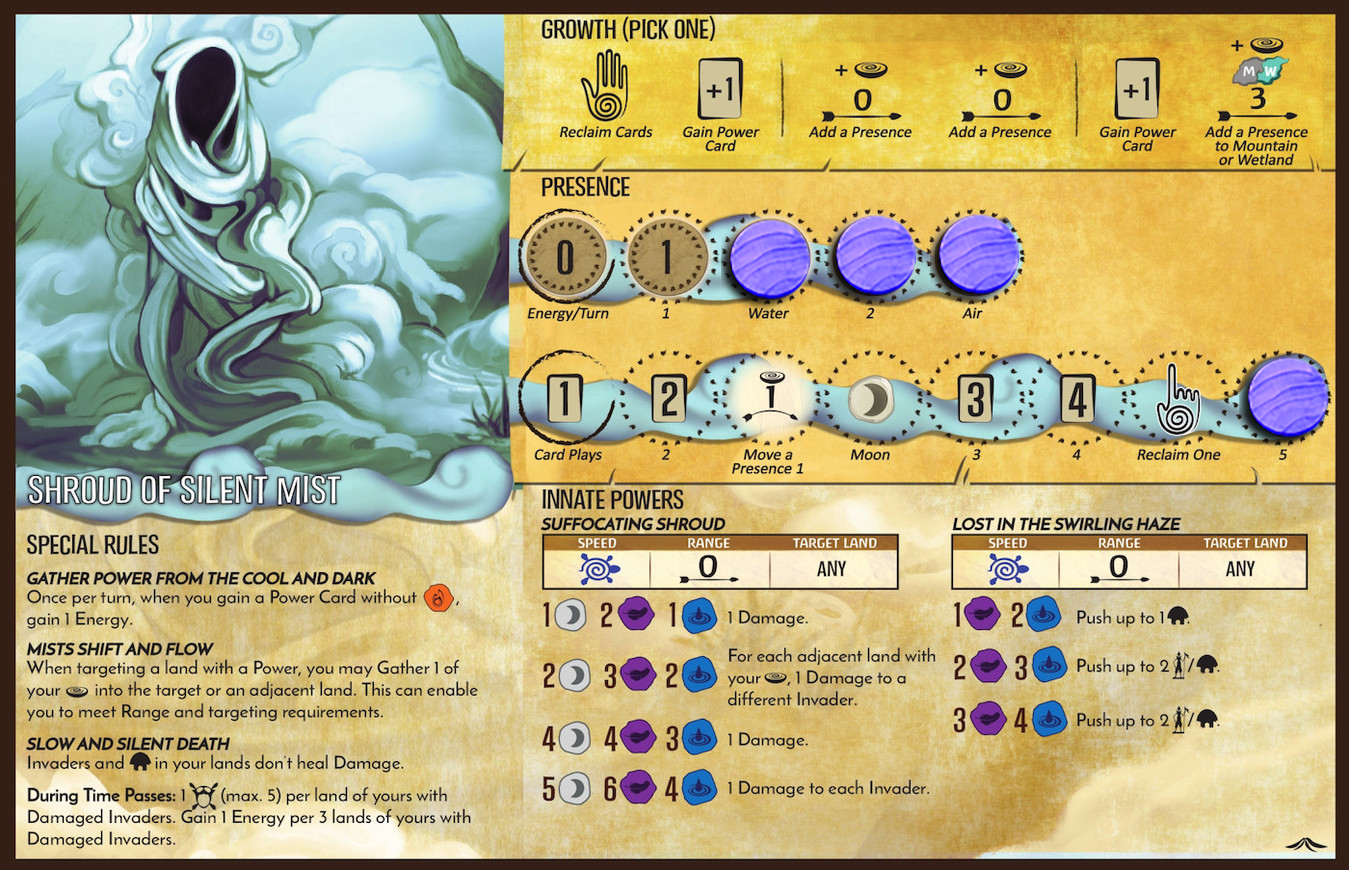 GROWTH (PICK ONE)
+1
+ 0
+ 0
+1
+
M W
3
Reclaim Cards
Gain Power
Card
Add a Presence
Add a Presence
Gain Power
Card
Add a Presence
to Mountain
or Wetland
PRESENCE
0
1
Energy/Turn
1
Water
2
Air
1
2
1
3
4
Card Plays
2
Move a
Presence 1
Moon
3
4
Reclaim One
5
SHROUD OF SILENT MIST
SPECIAL RULES
GATHER POWER FROM THE COOL AND DARK
Once per turn, when you gain a Power Card without ,
gain 1 Energy.
MISTS SHIFT AND FLOW
When targeting a land with a Power, you may Gather 1 of
your into the target or an adjacent land. This can enable
you to meet Range and targeting requirements.
SLOW AND SILENT DEATH
Invaders and in your lands don't heal Damage.
During Time Passes: 1 (max. 5) per land of yours with
Damaged Invaders. Gain 1 Energy per 3 lands of yours with
Damaged Invaders.
INNATE POWERS
SUFFOCATING SHROUD
SPEED RANGE TARGET LAND
0 ANY
1 2 1 1 Damage.
2 3 2 For each adjacent land with
your , 1 Damage to a
different Invader.
4 4 3 1 Damage.
5 6 4 1 Damage to each Invader.
LOST IN THE SWIRLING HAZE
SPEED RANGE TARGET LAND
0 ANY
1 2 Push up to 1 .
2 3 Push up to 2 / .
3 4 Push up to 2 / .